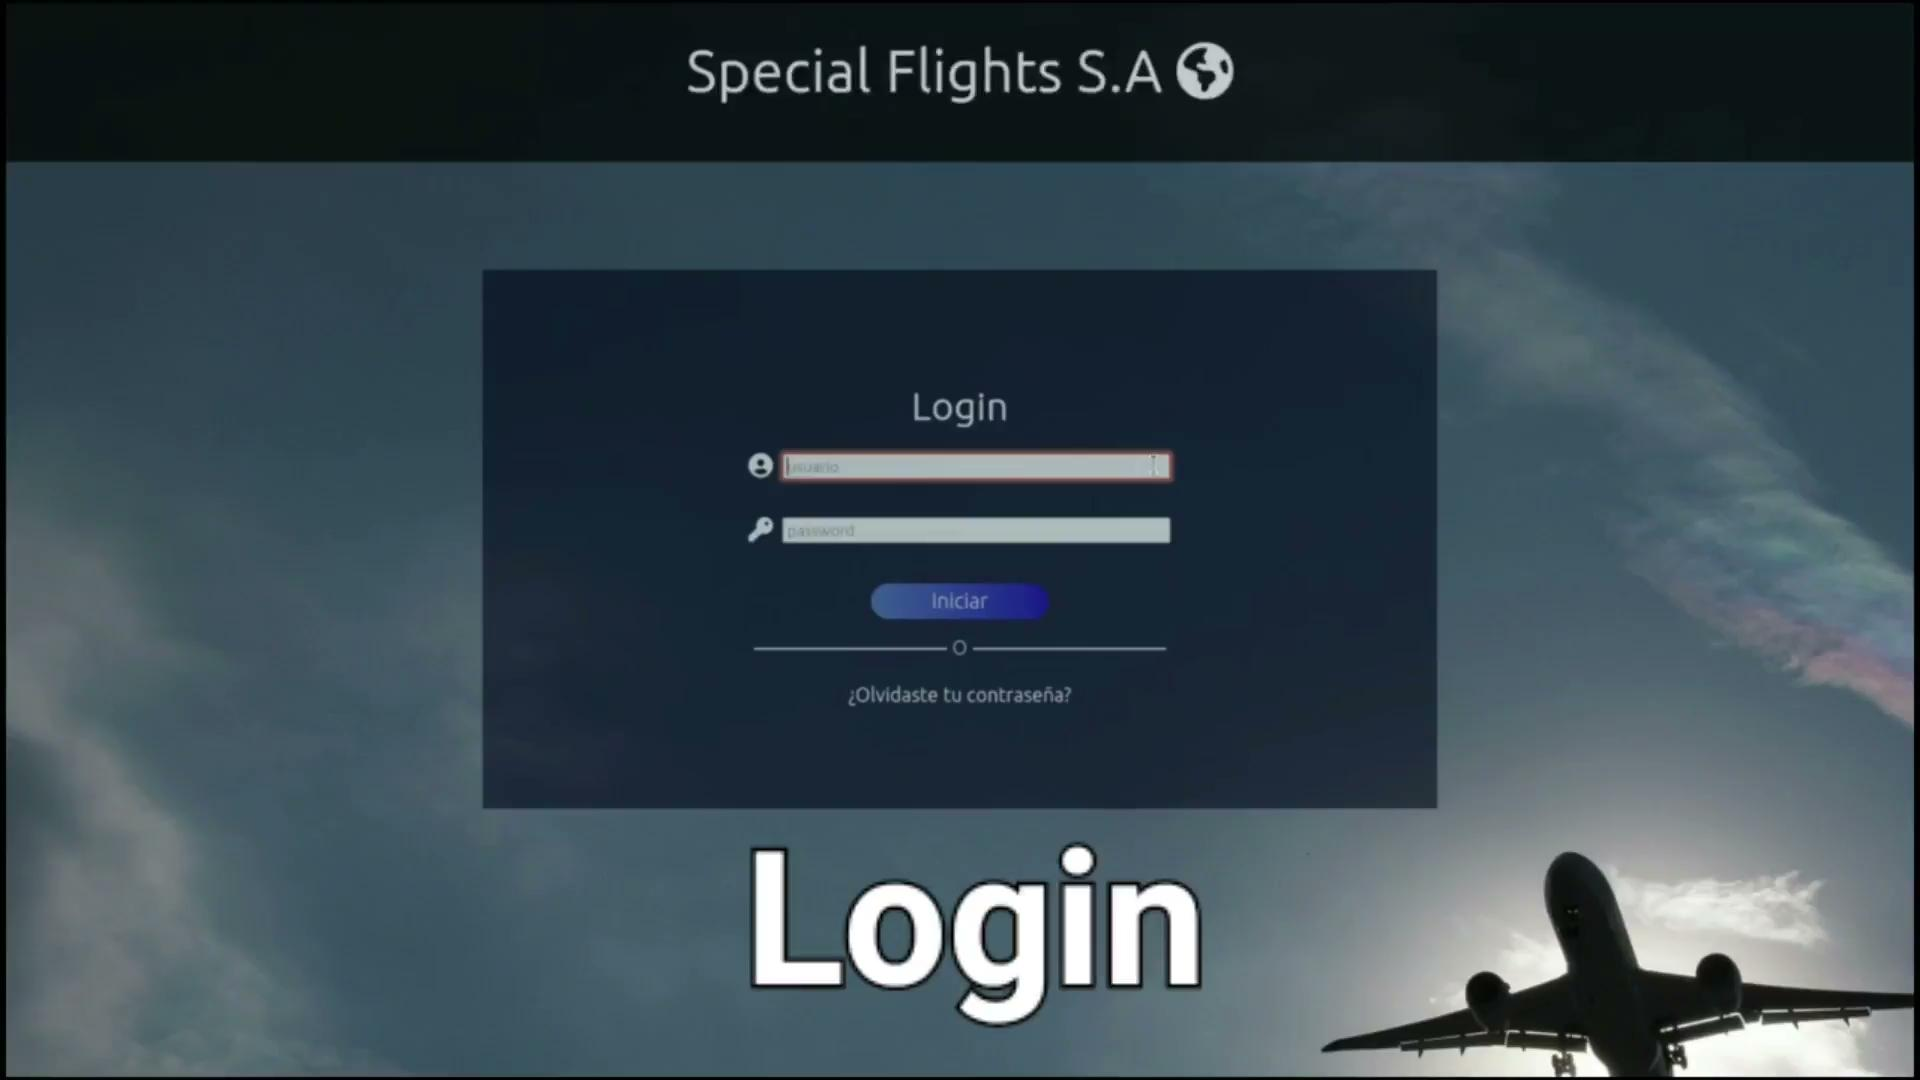 Special Flights S.A
Login
usuario
password
Iniciar
O
¿Olvidaste tu contraseña?
Login